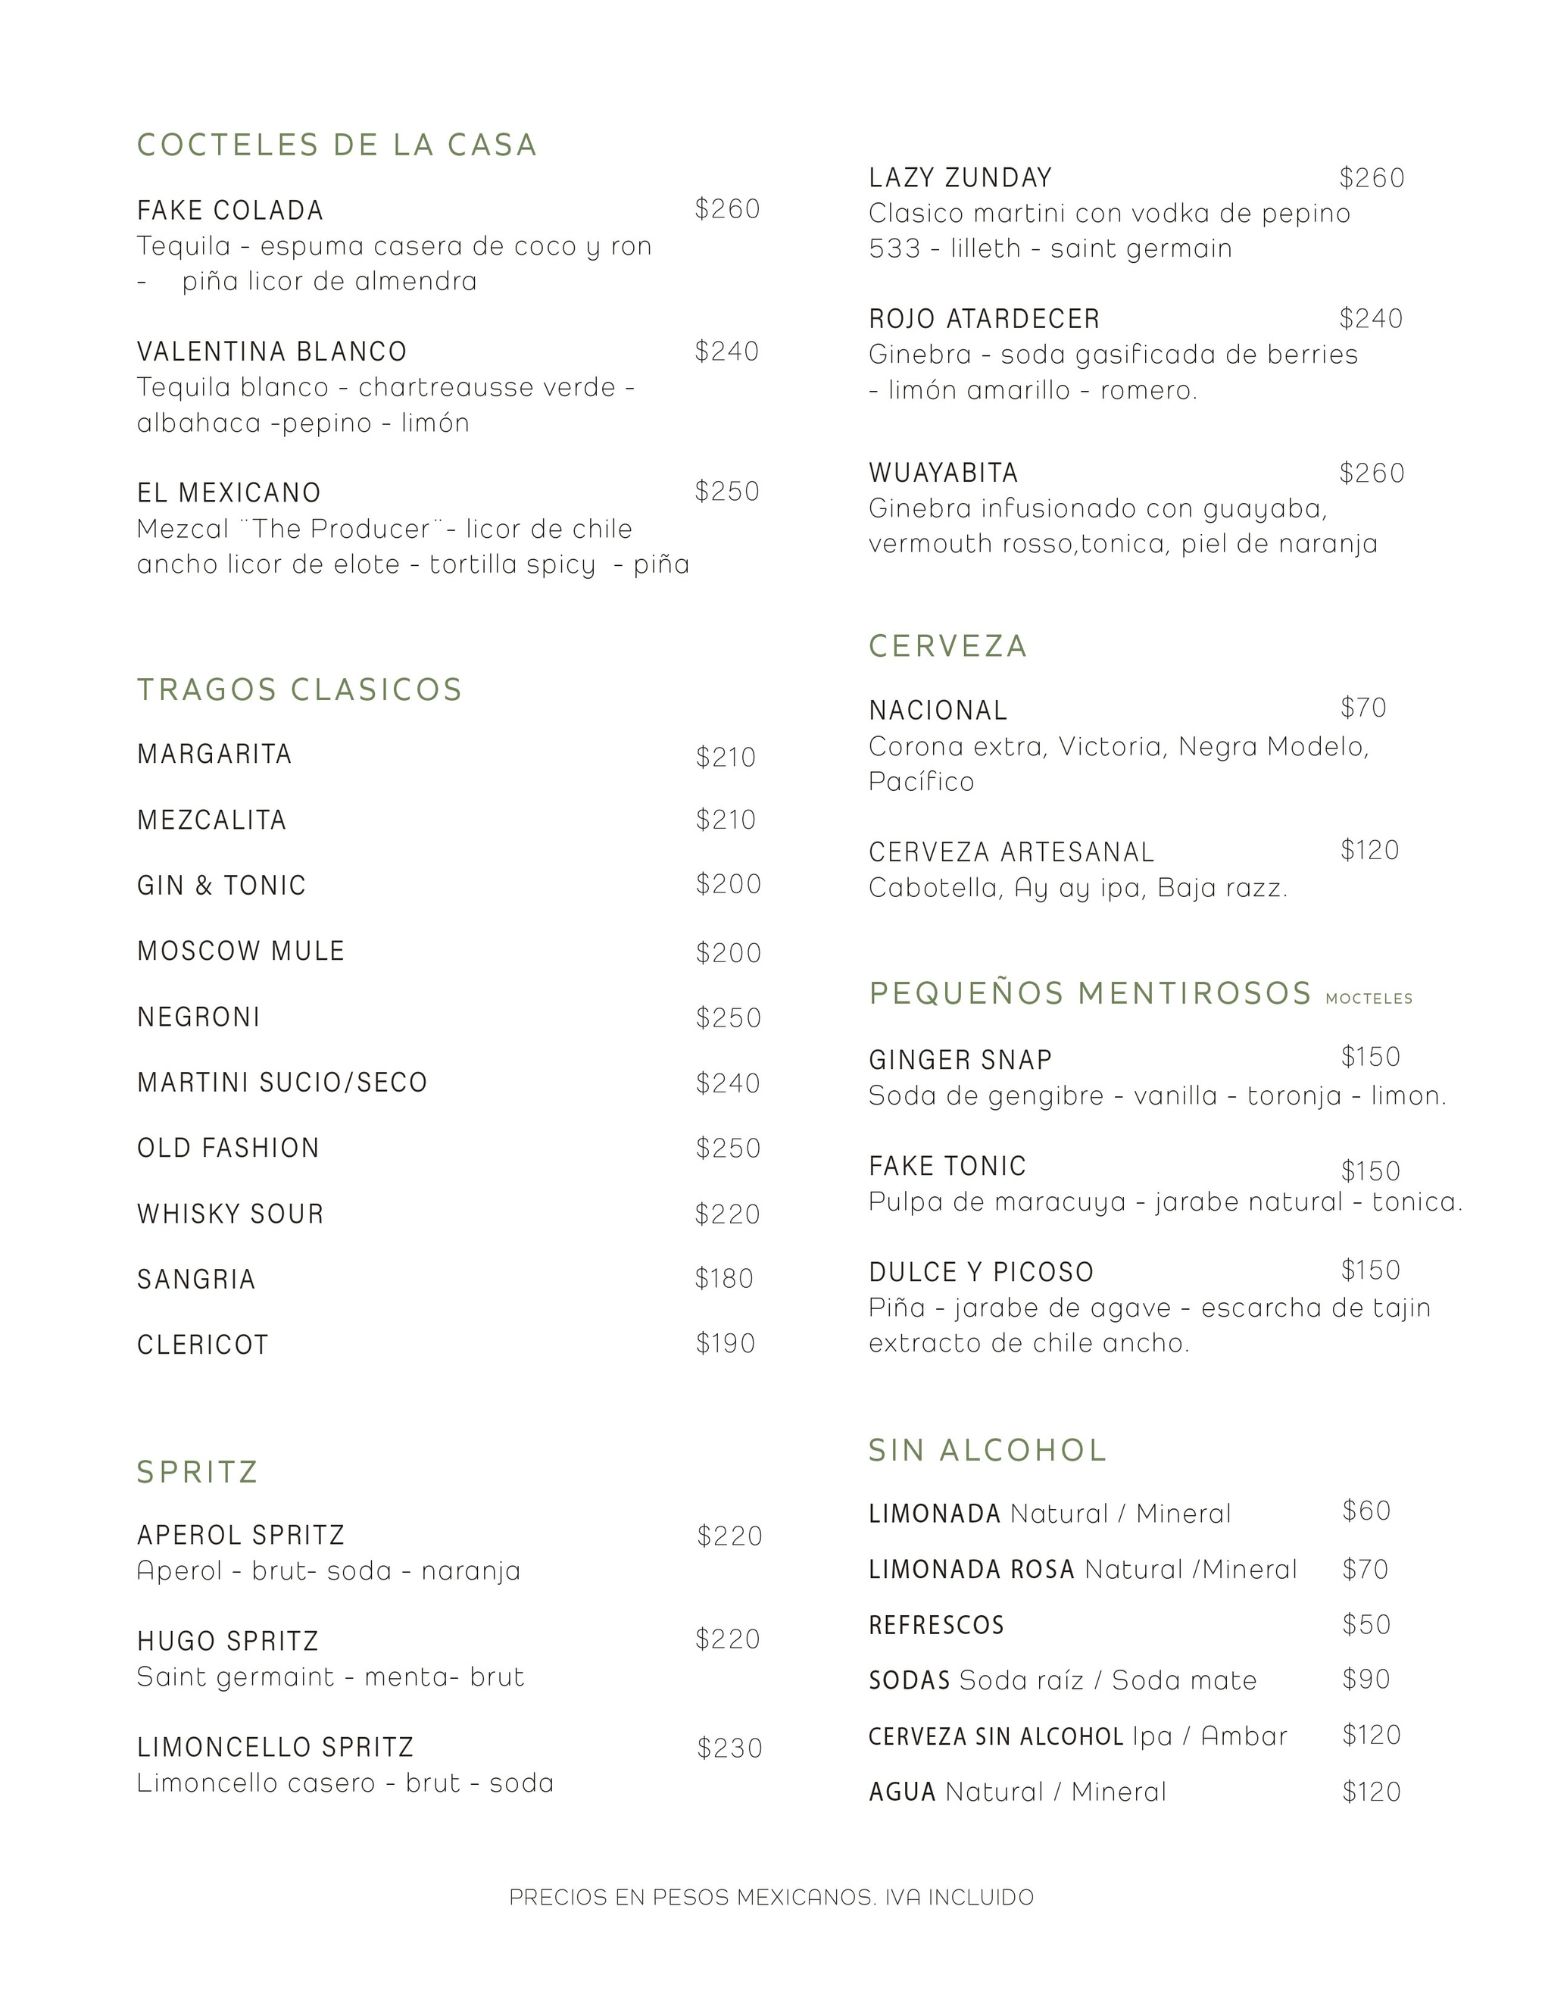 COCTELES DE LA CASA
FAKE COLADA $260
Tequila - espuma casera de coco y ron
- piña licor de almendra
VALENTINA BLANCO $240
Tequila blanco - chartreausse verde -
albahaca -pepino - limón
EL MEXICANO $250
Mezcal ¨The Producer¨- licor de chile
ancho licor de elote - tortilla spicy - piña
TRAGOS CLASICOS
MARGARITA $210
MEZCALITA $210
GIN & TONIC $200
MOSCOW MULE $200
NEGRONI $250
MARTINI SUCIO/SECO $240
OLD FASHION $250
WHISKY SOUR $220
SANGRIA $180
CLERICOT $190
SPRITZ
APEROL SPRITZ $220
Aperol - brut- soda - naranja
HUGO SPRITZ $220
Saint germaint - menta- brut
LIMONCELLO SPRITZ $230
Limoncello casero - brut - soda
LAZY ZUNDAY $260
Clasico martini con vodka de pepino
533 - lilleth - saint germain
ROJO ATARDECER $240
Ginebra - soda gasificada de berries
- limón amarillo - romero.
WUAYABITA $260
Ginebra infusionado con guayaba,
vermouth rosso,tonica, piel de naranja
CERVEZA
NACIONAL $70
Corona extra, Victoria, Negra Modelo,
Pacífico
CERVEZA ARTESANAL $120
Cabotella, Ay ay ipa, Baja razz.
PEQUEÑOS MENTIROSOS MOCTELES
GINGER SNAP $150
Soda de gengibre - vanilla - toronja - limon.
FAKE TONIC $150
Pulpa de maracuya - jarabe natural - tonica.
DULCE Y PICOSO $150
Piña - jarabe de agave - escarcha de tajin
extracto de chile ancho.
SIN ALCOHOL
LIMONADA Natural / Mineral $60
LIMONADA ROSA Natural /Mineral $70
REFRESCOS $50
SODAS Soda raíz / Soda mate $90
CERVEZA SIN ALCOHOL Ipa / Ambar $120
AGUA Natural / Mineral $120
PRECIOS EN PESOS MEXICANOS. IVA INCLUIDO